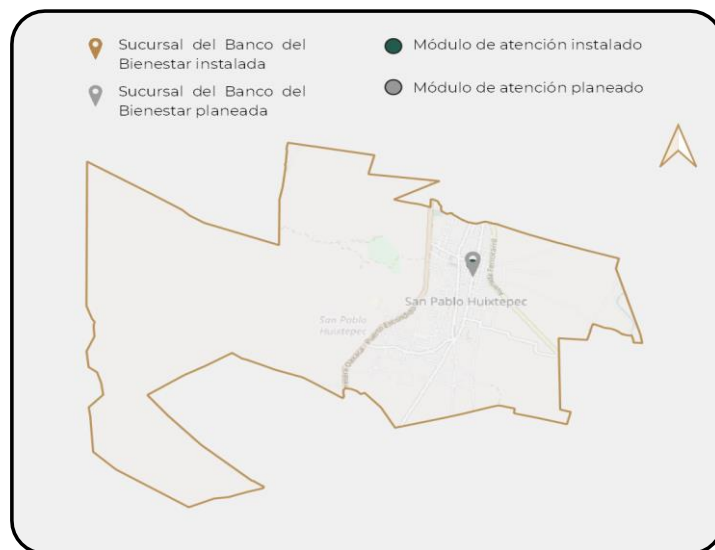 Sucursal del Banco del
Bienestar instalada
Sucursal del Banco del
Bienestar planeada
Módulo de atención instalado
Módulo de atención planeado
San Pablo Huixtepec
San Pablo
Huixtepec